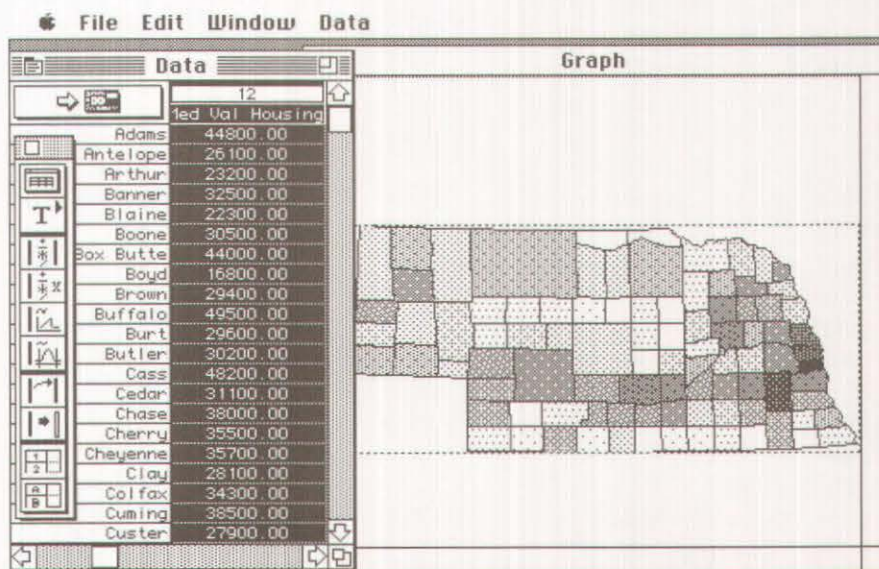 File Edit Window Data
Data
Graph
12
Med Val Housing
Adams 44800.00
Antelope 26100.00
Arthur 23200.00
Banner 32500.00
Blaine 22300.00
Boone 30500.00
Box Butte 44000.00
Boyd 16800.00
Brown 29400.00
Buffalo 49500.00
Burt 29600.00
Butler 30200.00
Cass 48200.00
Cedar 31100.00
Chase 38000.00
Cherry 35500.00
Cheyenne 35700.00
Clay 28100.00
Colfax 34300.00
Cuming 38500.00
Custer 27900.00
T
1
2
A
B